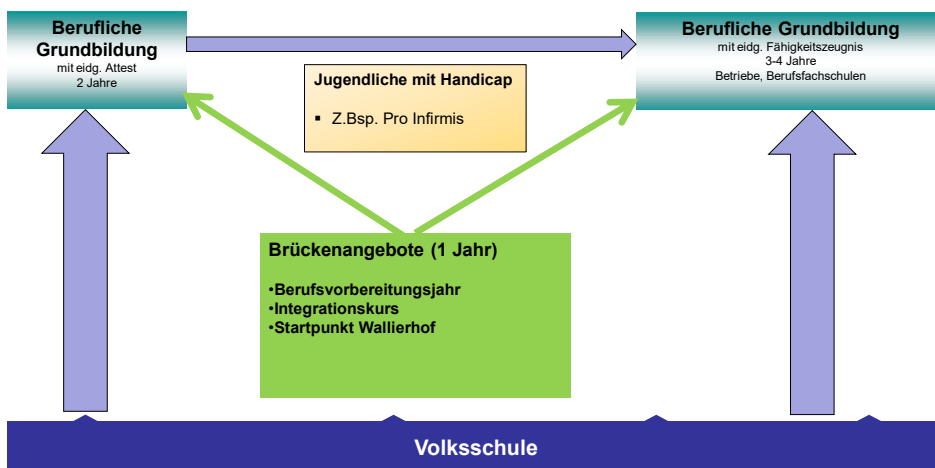 Berufliche
Grundbildung
mit eidg. Attest
2 Jahre
Berufliche Grundbildung
mit eidg. Fähigkeitszeugnis
3-4 Jahre
Betriebe, Berufsfachschulen
Jugendliche mit Handicap
▪ Z.Bsp. Pro Infirmis
Brückenangebote (1 Jahr)
•Berufsvorbereitungsjahr
•Integrationskurs
•Startpunkt Wallierhof
Volksschule